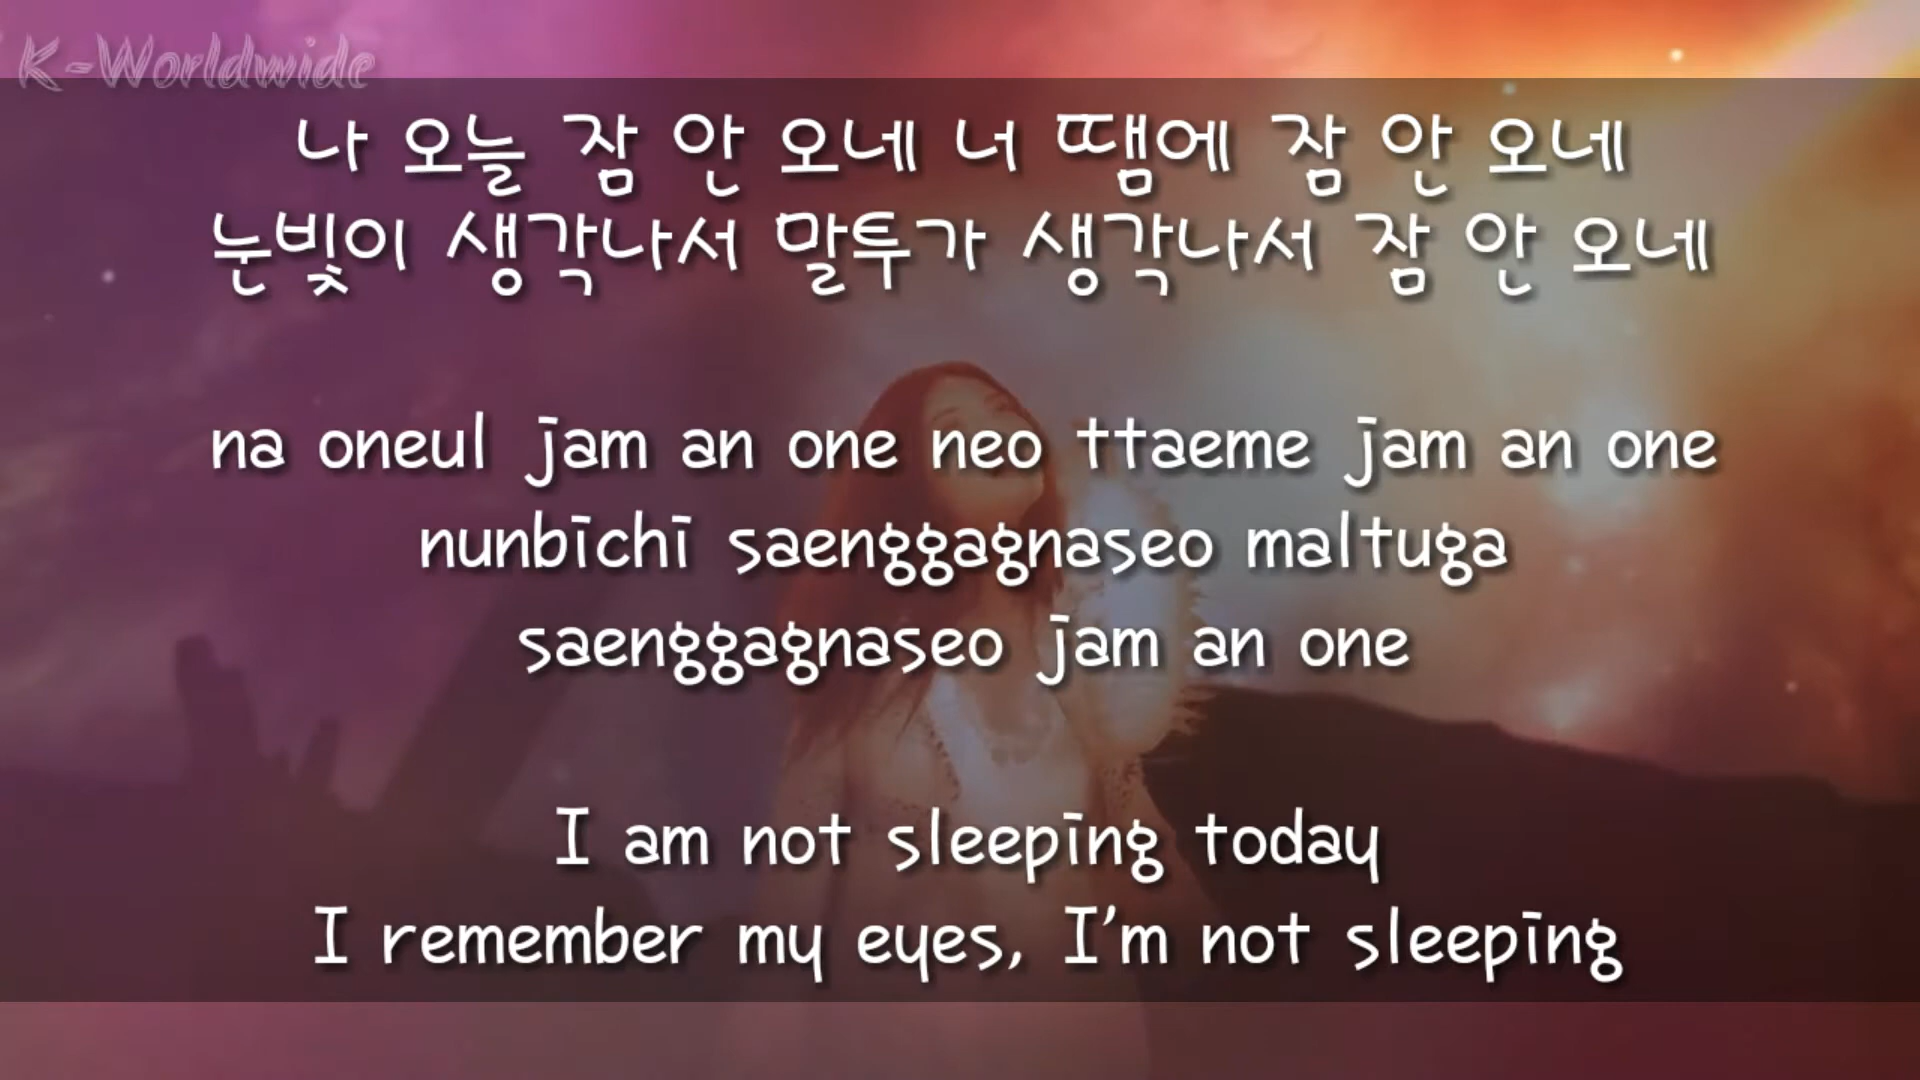 K-Worldwide
나 오늘 잠 안 오네 너 땜에 잠 안 오네
눈빛이 생각나서 말투가 생각나서 잠 안 오네
na oneul jam an one neo ttaeme jam an one
nunbichi saenggagnaseo maltuga
saenggagnaseo jam an one
I am not sleeping today
I remember my eyes, I'm not sleeping